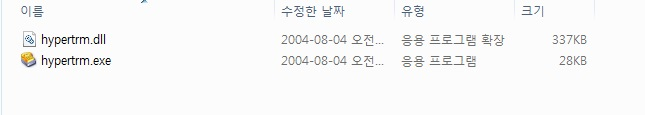 이름 수정한 날짜 유형 크기
hypertrm.dll 2004-08-04 오전... 응용 프로그램 확장 337KB
hypertrm.exe 2004-08-04 오전... 응용 프로그램 28KB